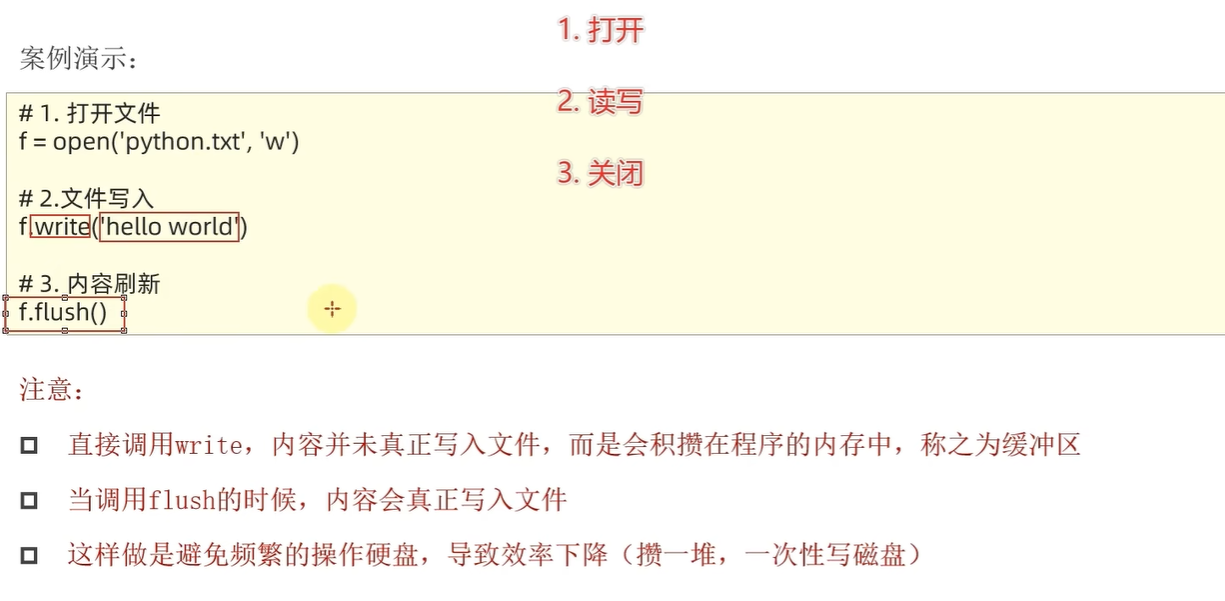 1. 打开
案例演示：
2. 读写
# 1. 打开文件
f = open('python.txt', 'w')
3. 关闭
# 2.文件写入
f.write('hello world')
# 3. 内容刷新
f.flush()
注意：
直接调用write，内容并未真正写入文件，而是会积攒在程序的内存中，称之为缓冲区
当调用flush的时候，内容会真正写入文件
这样做是避免频繁的操作硬盘，导致效率下降（攒一堆，一次性写磁盘）